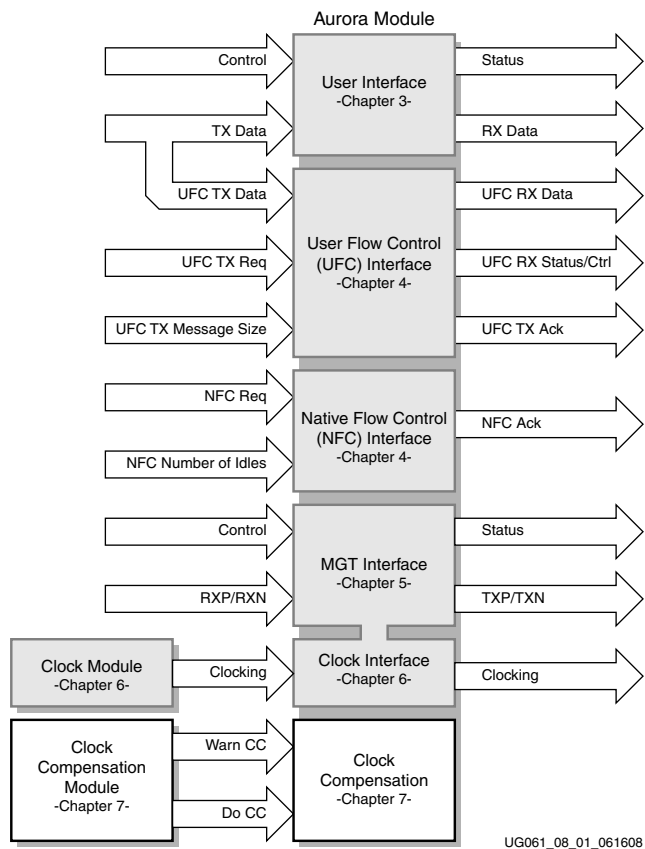 Aurora Module
Control
User Interface
-Chapter 3-
Status
TX Data
RX Data
UFC TX Data
UFC RX Data
UFC TX Req
User Flow Control
(UFC) Interface
-Chapter 4-
UFC RX Status/Ctrl
UFC TX Message Size
UFC TX Ack
NFC Req
Native Flow Control
(NFC) Interface
-Chapter 4-
NFC Ack
NFC Number of Idles
Control
MGT Interface
-Chapter 5-
Status
RXP/RXN
TXP/TXN
Clock Module
-Chapter 6-
Clocking
Clock Interface
-Chapter 6-
Clocking
Clock
Compensation
Module
-Chapter 7-
Warn CC
Do CC
Clock
Compensation
-Chapter 7-
UG061_08_01_061608